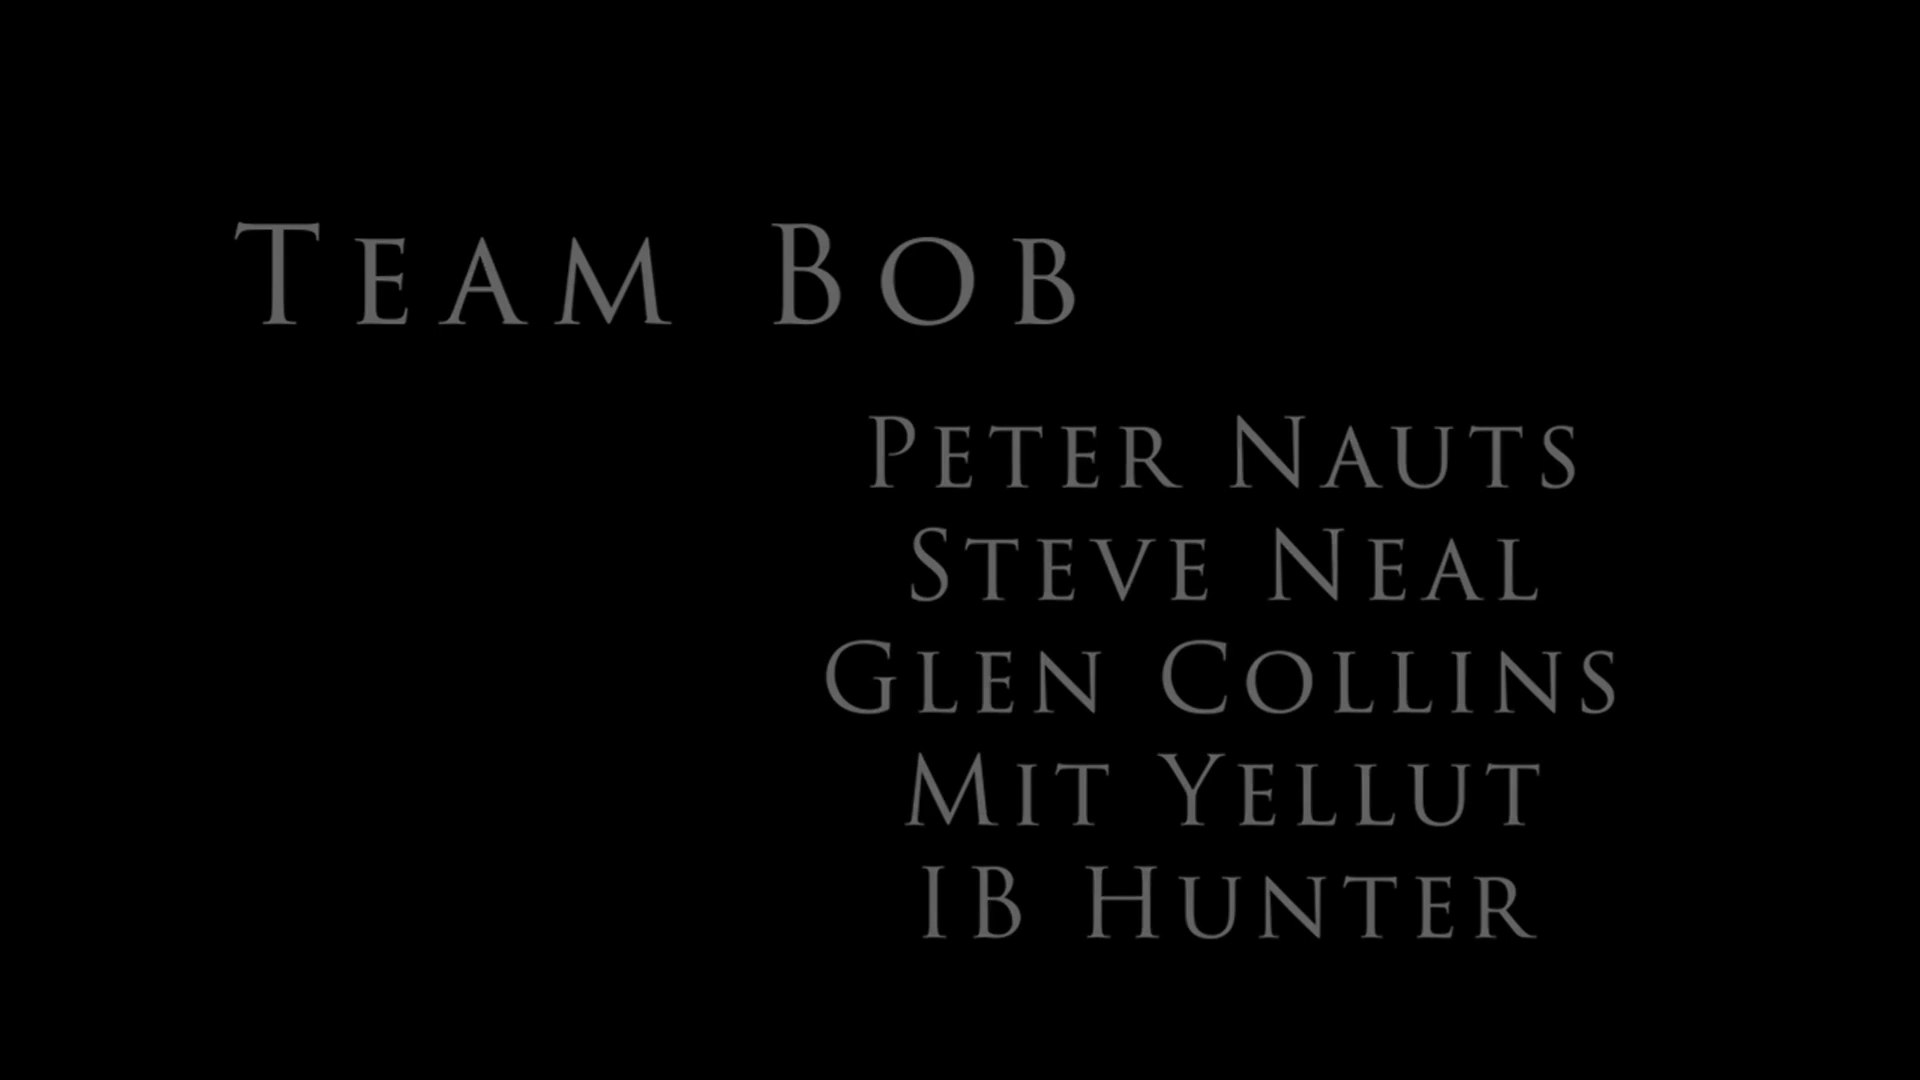 Team Bob
Peter Nauts
Steve Neal
Glen Collins
Mit Yellut
IB Hunter